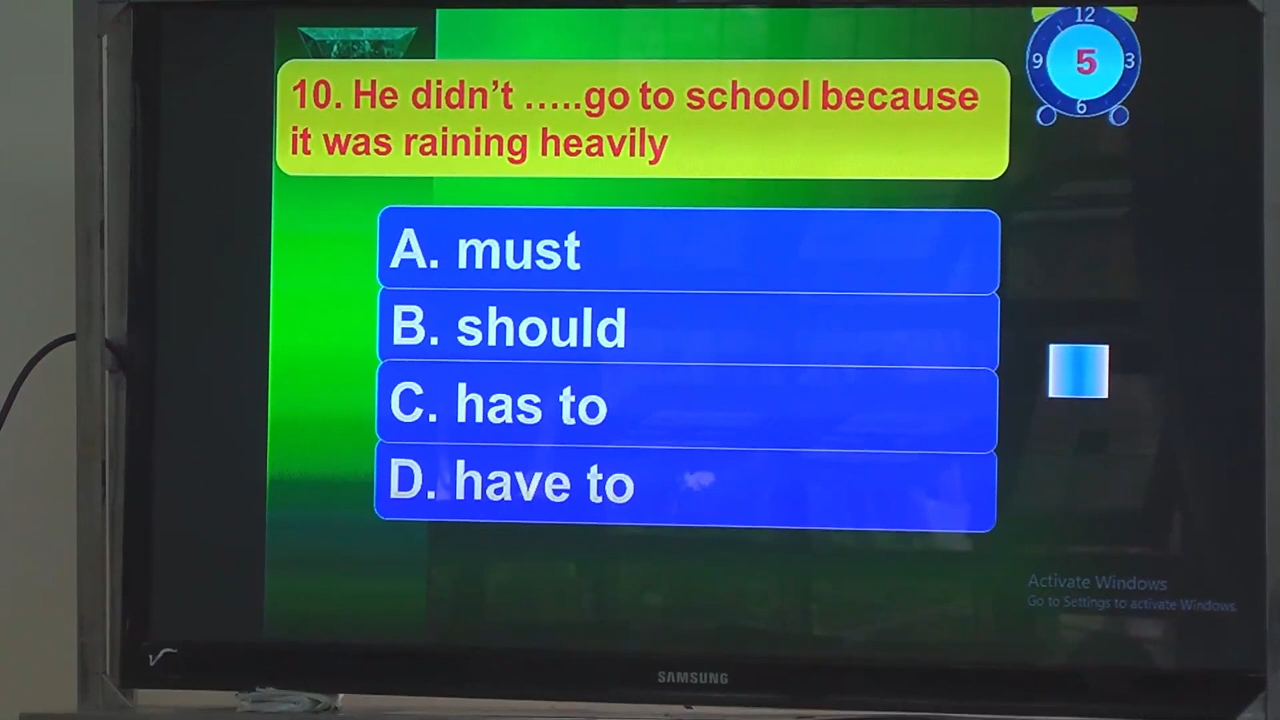 10. He didn't .....go to school because
it was raining heavily
12
9
5
3
6
A. must
B. should
C. has to
D. have to
Activate Windows
Go to Settings to activate Windows.
SAMSUNG